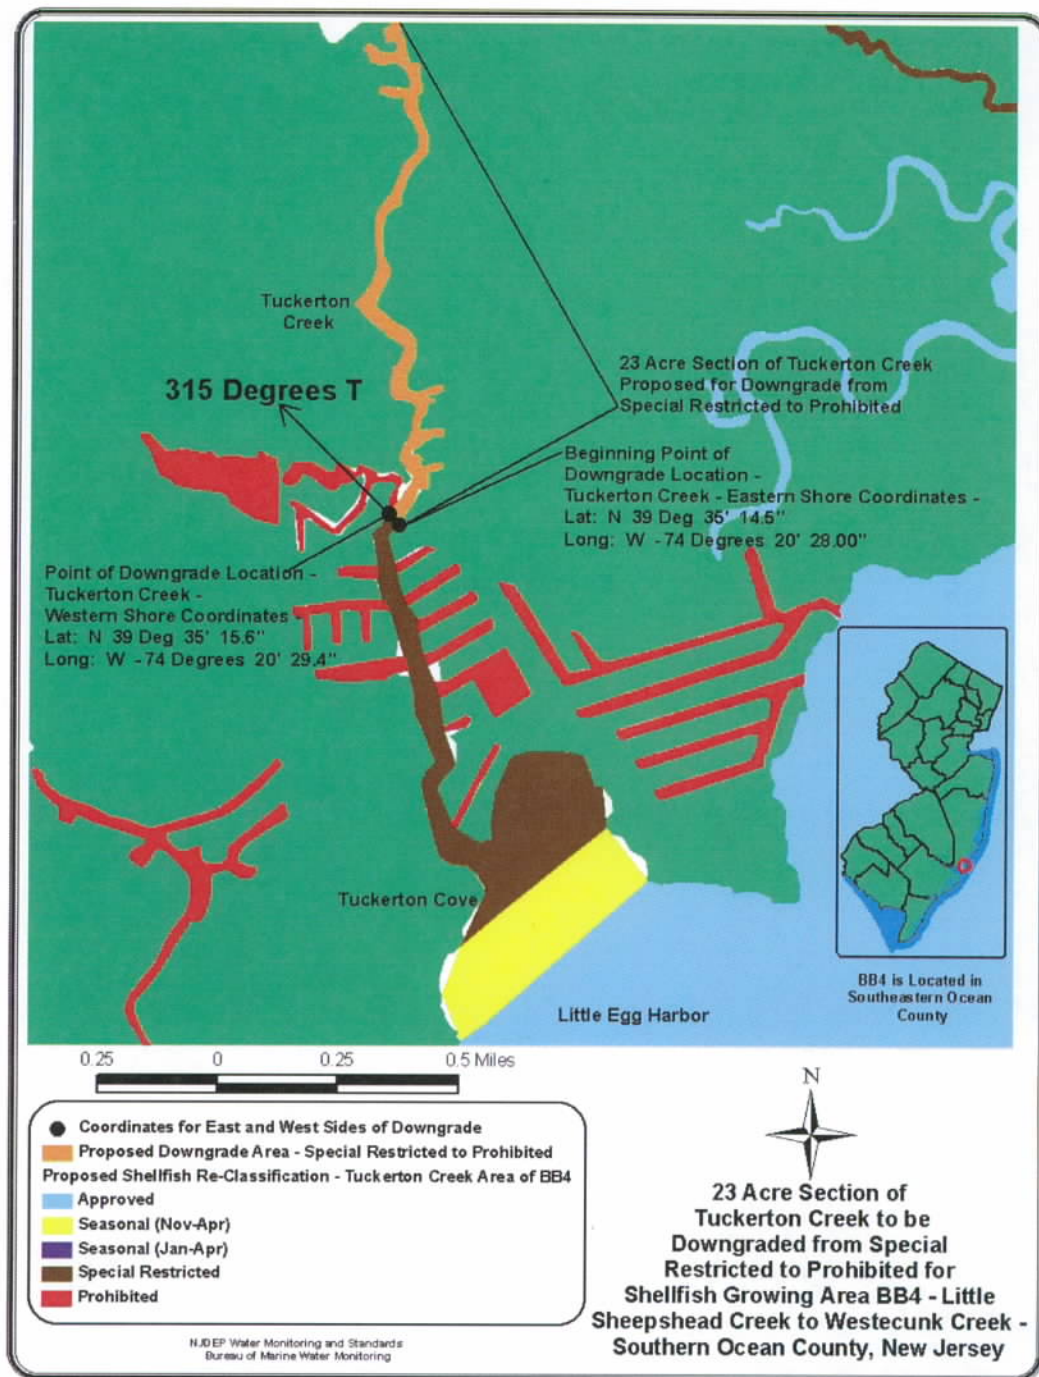 Tuckerton
Creek
315 Degrees T
23 Acre Section of Tuckerton Creek
Proposed for Downgrade from
Special Restricted to Prohibited
Beginning Point of
Downgrade Location -
Tuckerton Creek - Eastern Shore Coordinates -
Lat: N 39 Deg 35' 14.5"
Long: W -74 Degrees 20' 28.00"
Point of Downgrade Location -
Tuckerton Creek -
Western Shore Coordinates -
Lat: N 39 Deg 35' 15.6"
Long: W -74 Degrees 20' 29.4"
Tuckerton Cove
Little Egg Harbor
BB4 is Located in
Southeastern Ocean
County
0.25 0 0.25 0.5 Miles
Coordinates for East and West Sides of Downgrade
Proposed Downgrade Area - Special Restricted to Prohibited
Proposed Shellfish Re-Classification - Tuckerton Creek Area of BB4
Approved
Seasonal (Nov-Apr)
Seasonal (Jan-Apr)
Special Restricted
Prohibited
NJDEP Water Monitoring and Standards
Bureau of Marine Water Monitoring
N
23 Acre Section of
Tuckerton Creek to be
Downgraded from Special
Restricted to Prohibited for
Shellfish Growing Area BB4 - Little
Sheepshead Creek to Westecunk Creek -
Southern Ocean County, New Jersey